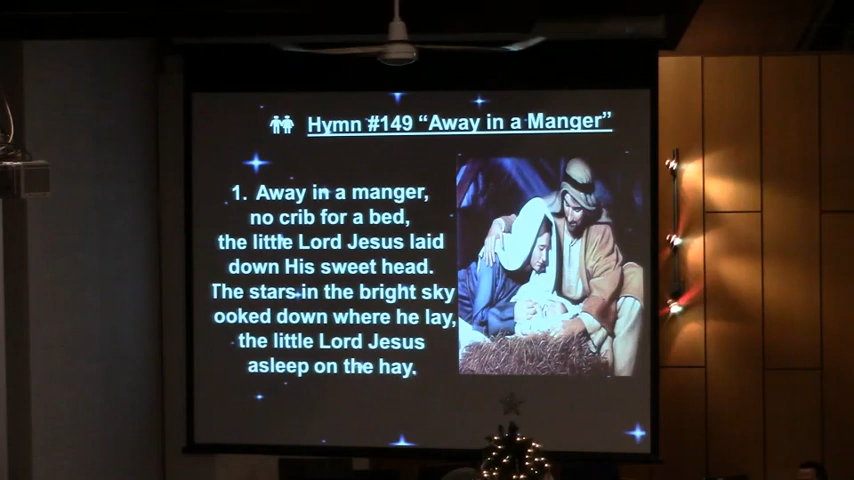 Hymn #149 “Away in a Manger”
1. Away in a manger,
no crib for a bed,
the little Lord Jesus laid
down His sweet head.
The stars in the bright sky
ooked down where he lay,
the little Lord Jesus
asleep on the hay.